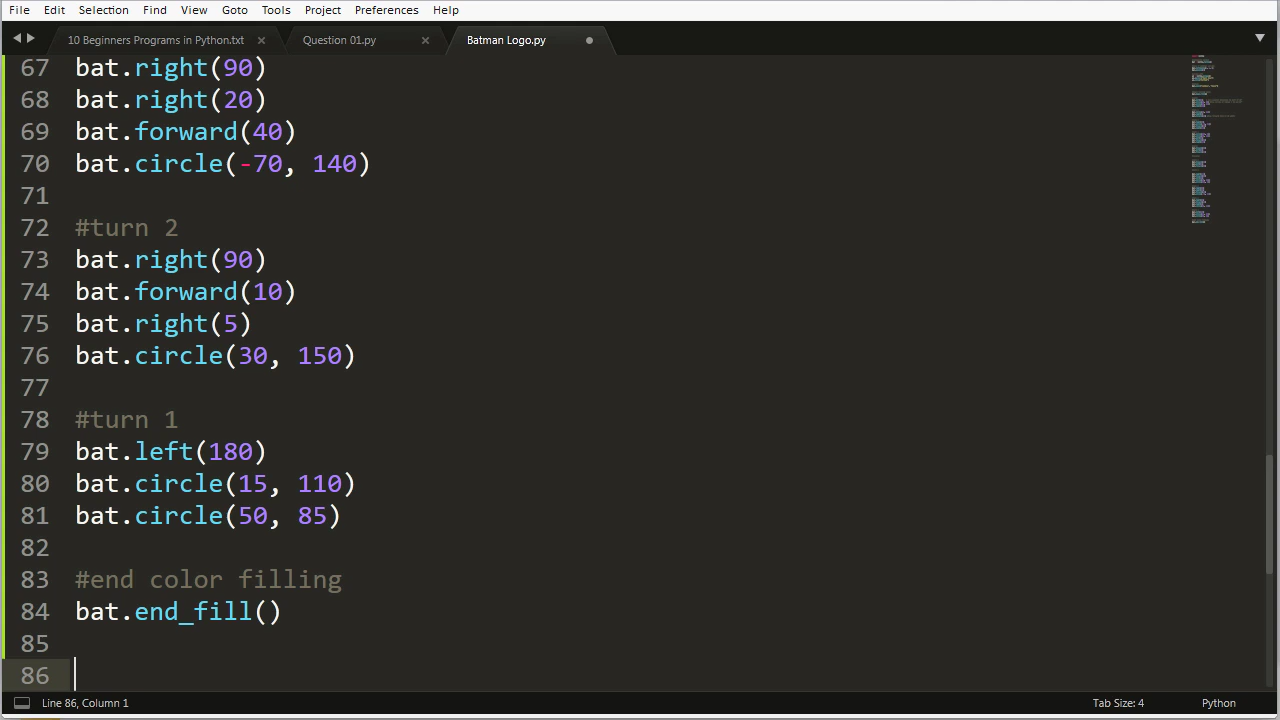 File Edit Selection Find View Goto Tools Project Preferences Help
10 Beginners Programs in Python.txt × Question 01.py × Batman Logo.py
67 bat.right(90)
68 bat.right(20)
69 bat.forward(40)
70 bat.circle(-70, 140)
71
72 #turn 2
73 bat.right(90)
74 bat.forward(10)
75 bat.right(5)
76 bat.circle(30, 150)
77
78 #turn 1
79 bat.left(180)
80 bat.circle(15, 110)
81 bat.circle(50, 85)
82
83 #end color filling
84 bat.end_fill()
85
86
Line 86, Column 1 Tab Size: 4 Python